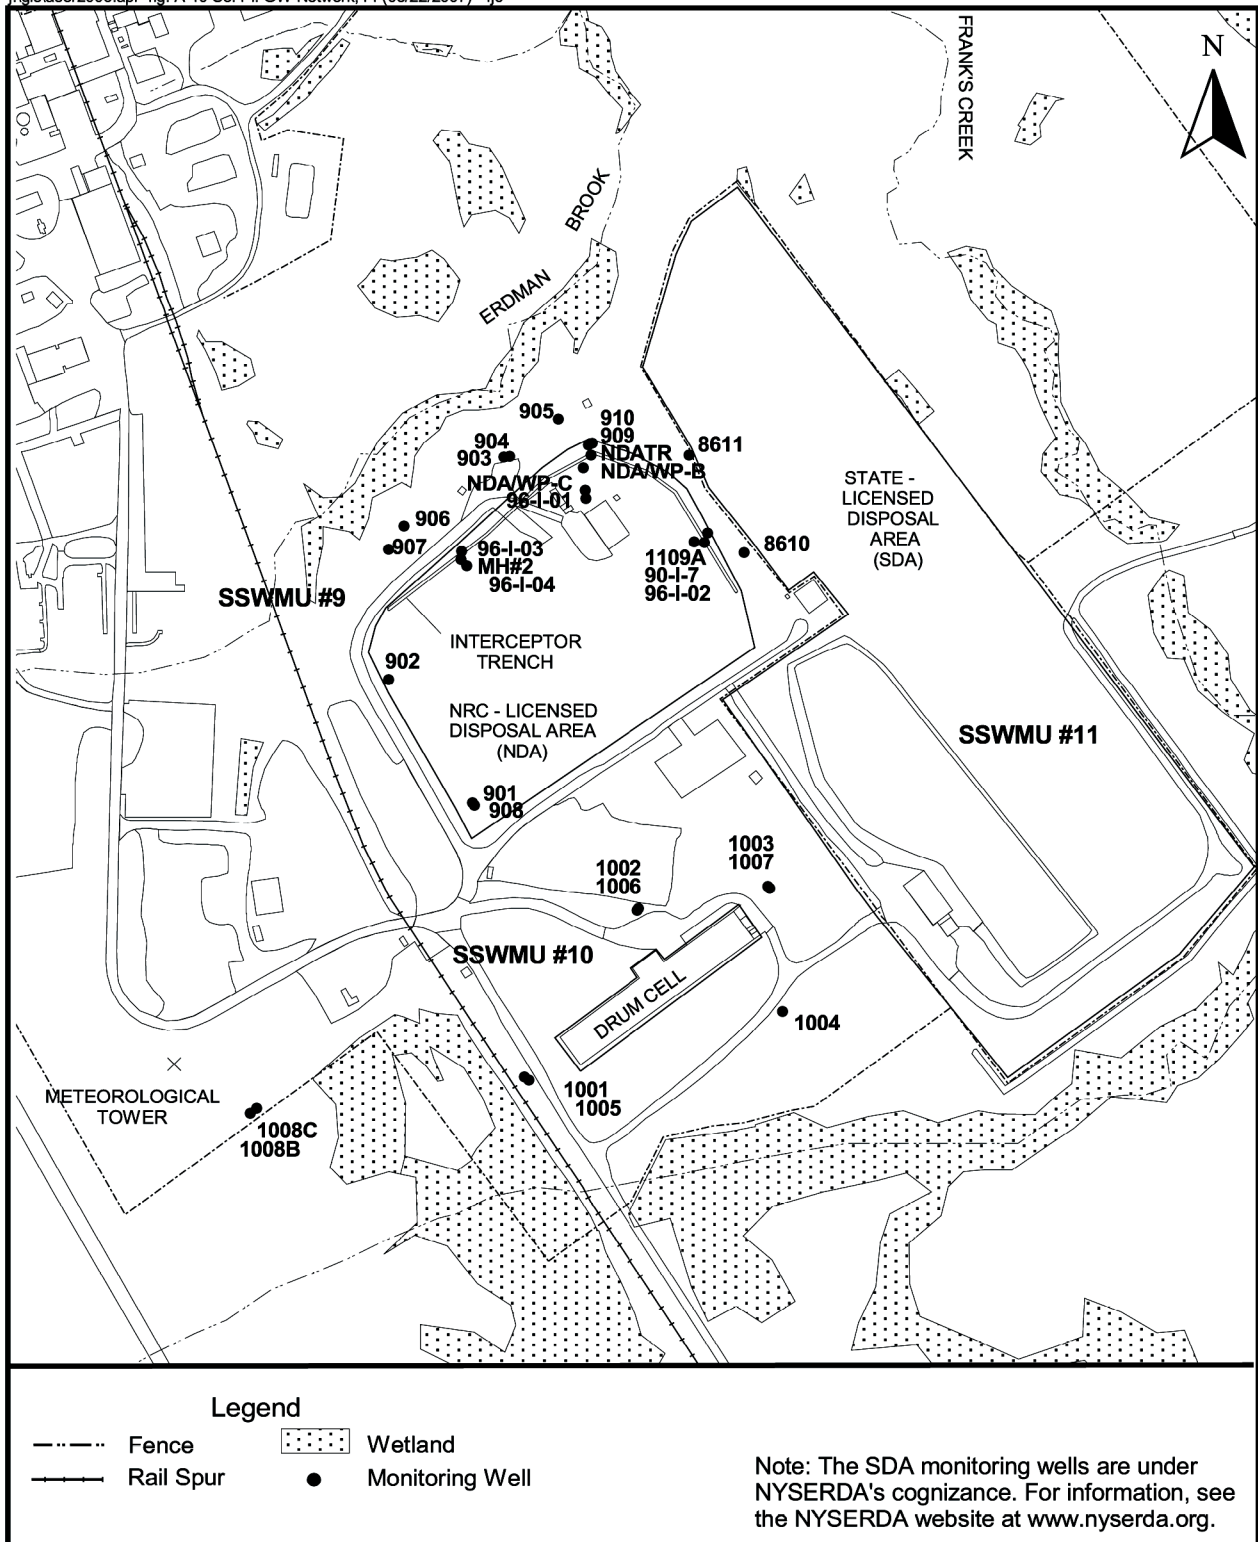 FRANK'S CREEK
N
BROOK
ERDMAN
905
910
909
904
903
NDATR
NDA/WP-B
8611
NDA/WP-C
96-I-01
STATE -
LICENSED
DISPOSAL
AREA
(SDA)
906
907
96-I-03
MH#2
96-I-04
1109A
90-I-7
96-I-02
8610
SSWMU #9
INTERCEPTOR
TRENCH
902
NRC - LICENSED
DISPOSAL AREA
(NDA)
SSWMU #11
901
908
1003
1007
1002
1006
SSWMU #10
DRUM CELL
1004
METEOROLOGICAL
TOWER
1001
1005
1008C
1008B
Legend
Fence
Wetland
Rail Spur
Monitoring Well
Note: The SDA monitoring wells are under
NYSERDA's cognizance. For information, see
the NYSERDA website at www.nyserda.org.